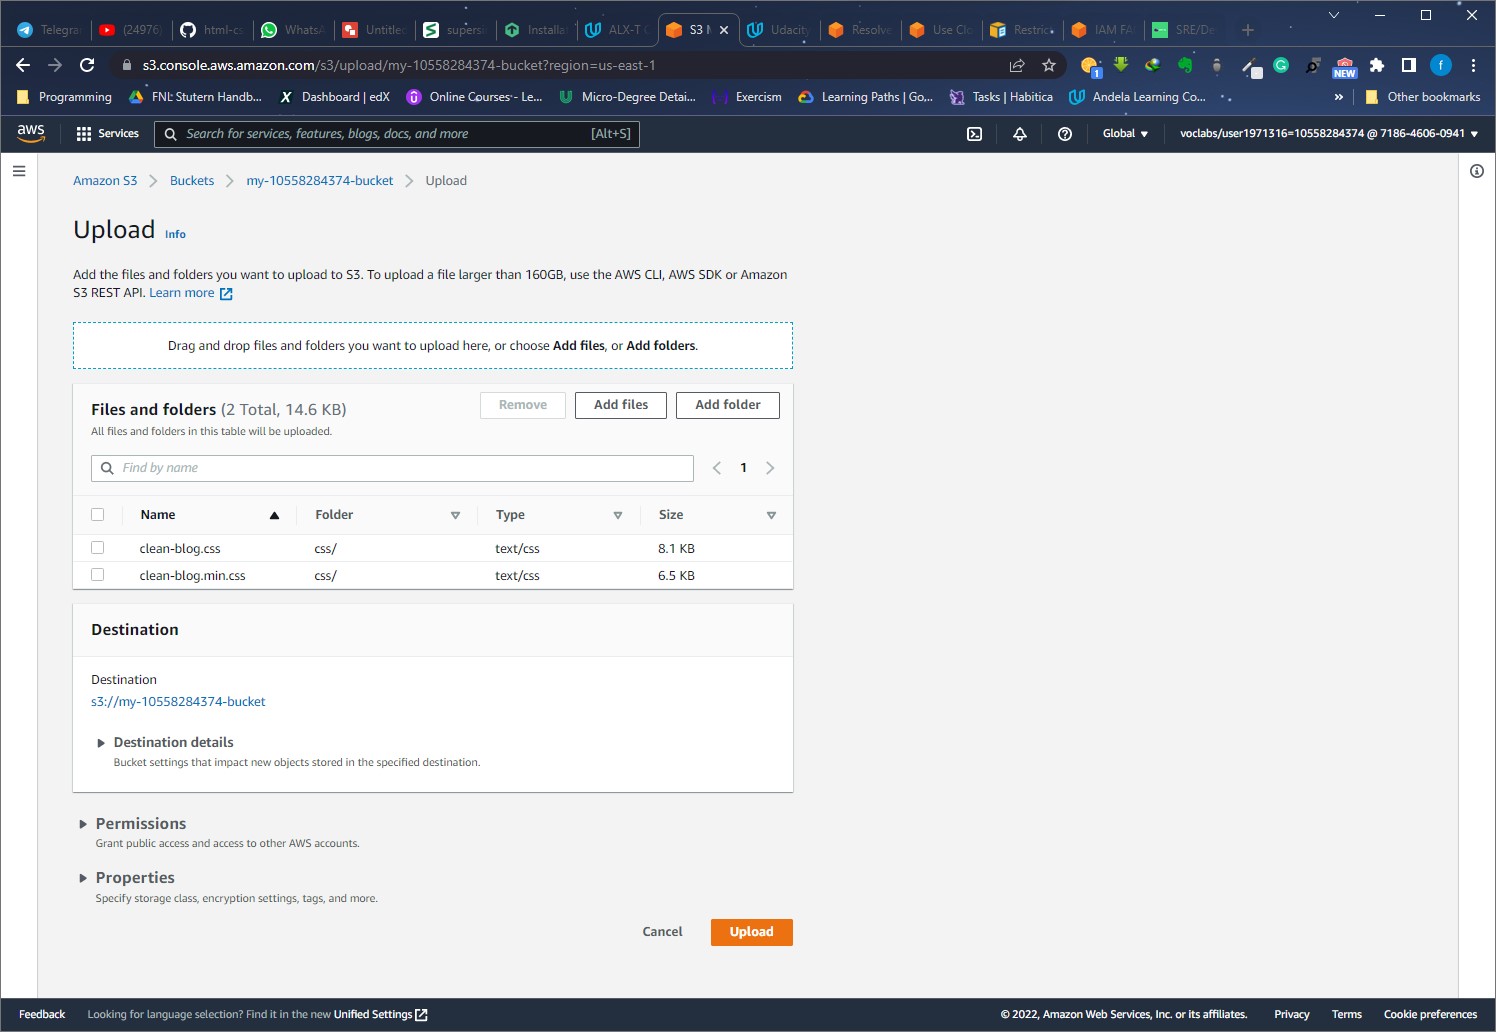 Telegra
(24976)
html-cs
WhatsA
Untitle
supers
Installa
ALX-T C
S3 M
Udacity
Resolve
Use Clo
Restric
IAM FA
SRE/De
s3.console.aws.amazon.com/s3/upload/my-10558284374-bucket?region=us-east-1
1
NEW
f
Programming
FNL: Stutern Handb...
Dashboard | edX
Online Courses - Le...
Micro-Degree Detai...
Exercism
Learning Paths | Go...
Tasks | Habitica
Andela Learning Co...
»
Other bookmarks
aws
Services
Search for services, features, blogs, docs, and more
[Alt+S]
Global
voclabs/user1971316=10558284374 @ 7186-4606-0941
Amazon S3
Buckets
my-10558284374-bucket
Upload
Upload Info
Add the files and folders you want to upload to S3. To upload a file larger than 160GB, use the AWS CLI, AWS SDK or Amazon
S3 REST API. Learn more
Drag and drop files and folders you want to upload here, or choose Add files, or Add folders.
Files and folders (2 Total, 14.6 KB)
All files and folders in this table will be uploaded.
Remove
Add files
Add folder
Find by name
1
Name Folder Type Size
clean-blog.css css/ text/css 8.1 KB
clean-blog.min.css css/ text/css 6.5 KB
Destination
Destination
s3://my-10558284374-bucket
Destination details
Bucket settings that impact new objects stored in the specified destination.
Permissions
Grant public access and access to other AWS accounts.
Properties
Specify storage class, encryption settings, tags, and more.
Cancel
Upload
Feedback
Looking for language selection? Find it in the new Unified Settings
© 2022, Amazon Web Services, Inc. or its affiliates.
Privacy
Terms
Cookie preferences